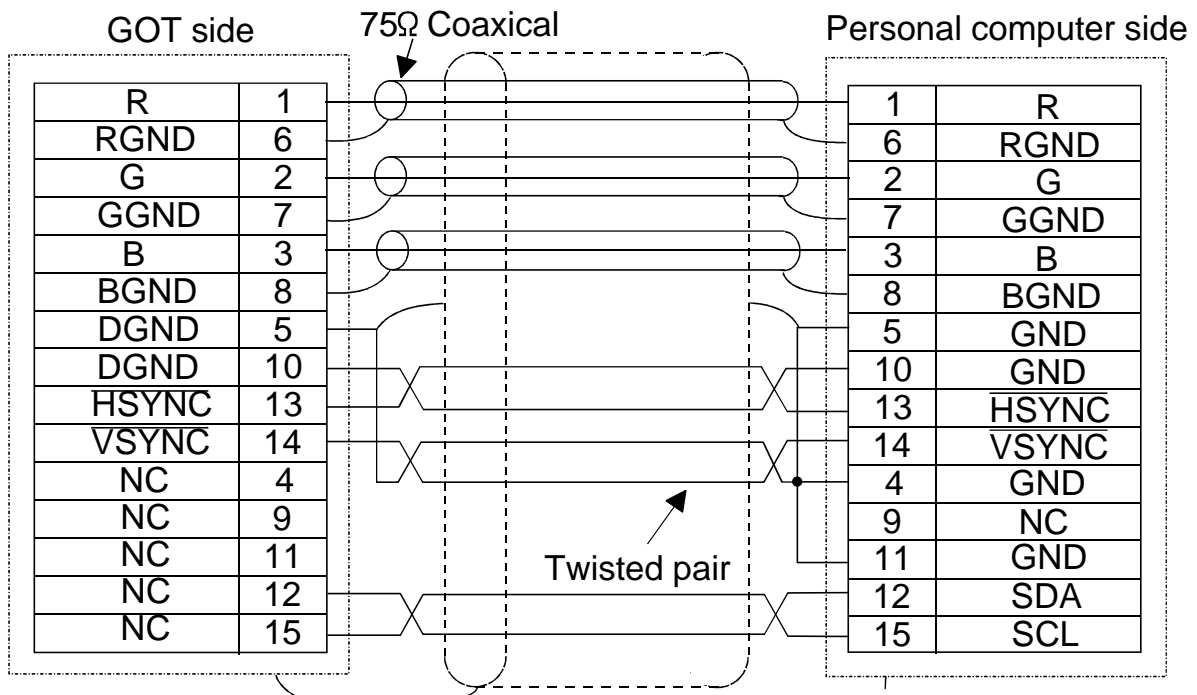 GOT side 75Ω Coaxical Personal computer side
R 1 1 R
RGND 6 6 RGND
G 2 2 G
GGND 7 7 GGND
B 3 3 B
BGND 8 8 BGND
DGND 5 5 GND
DGND 10 10 GND
HSYNC 13 13 HSYNC
VSYNC 14 14 VSYNC
NC 4 4 GND
NC 9 9 NC
NC 11 11 GND
Twisted pair
NC 12 12 SDA
NC 15 15 SCL